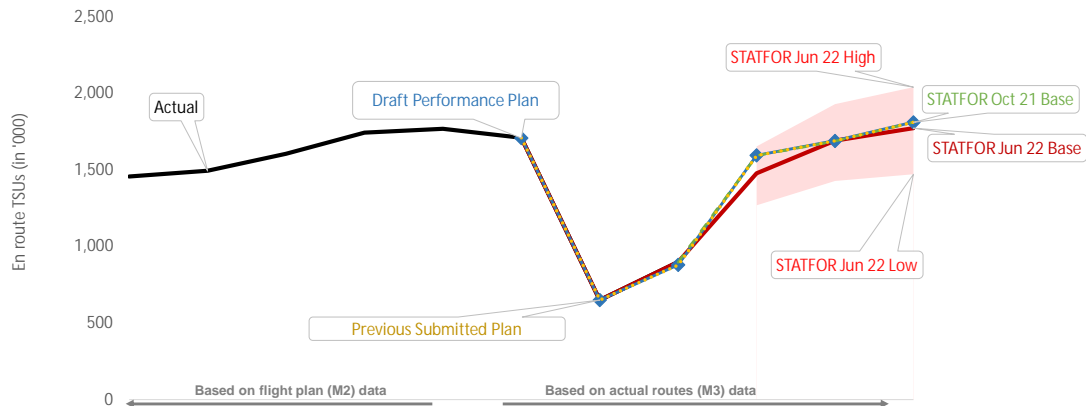 2,500
2,000
1,500
1,000
500
0
En route TSUs (in '000)
Actual
Draft Performance Plan
STATFOR Jun 22 High
STATFOR Oct 21 Base
STATFOR Jun 22 Base
STATFOR Jun 22 Low
Previous Submitted Plan
Based on flight plan (M2) data
Based on actual routes (M3) data